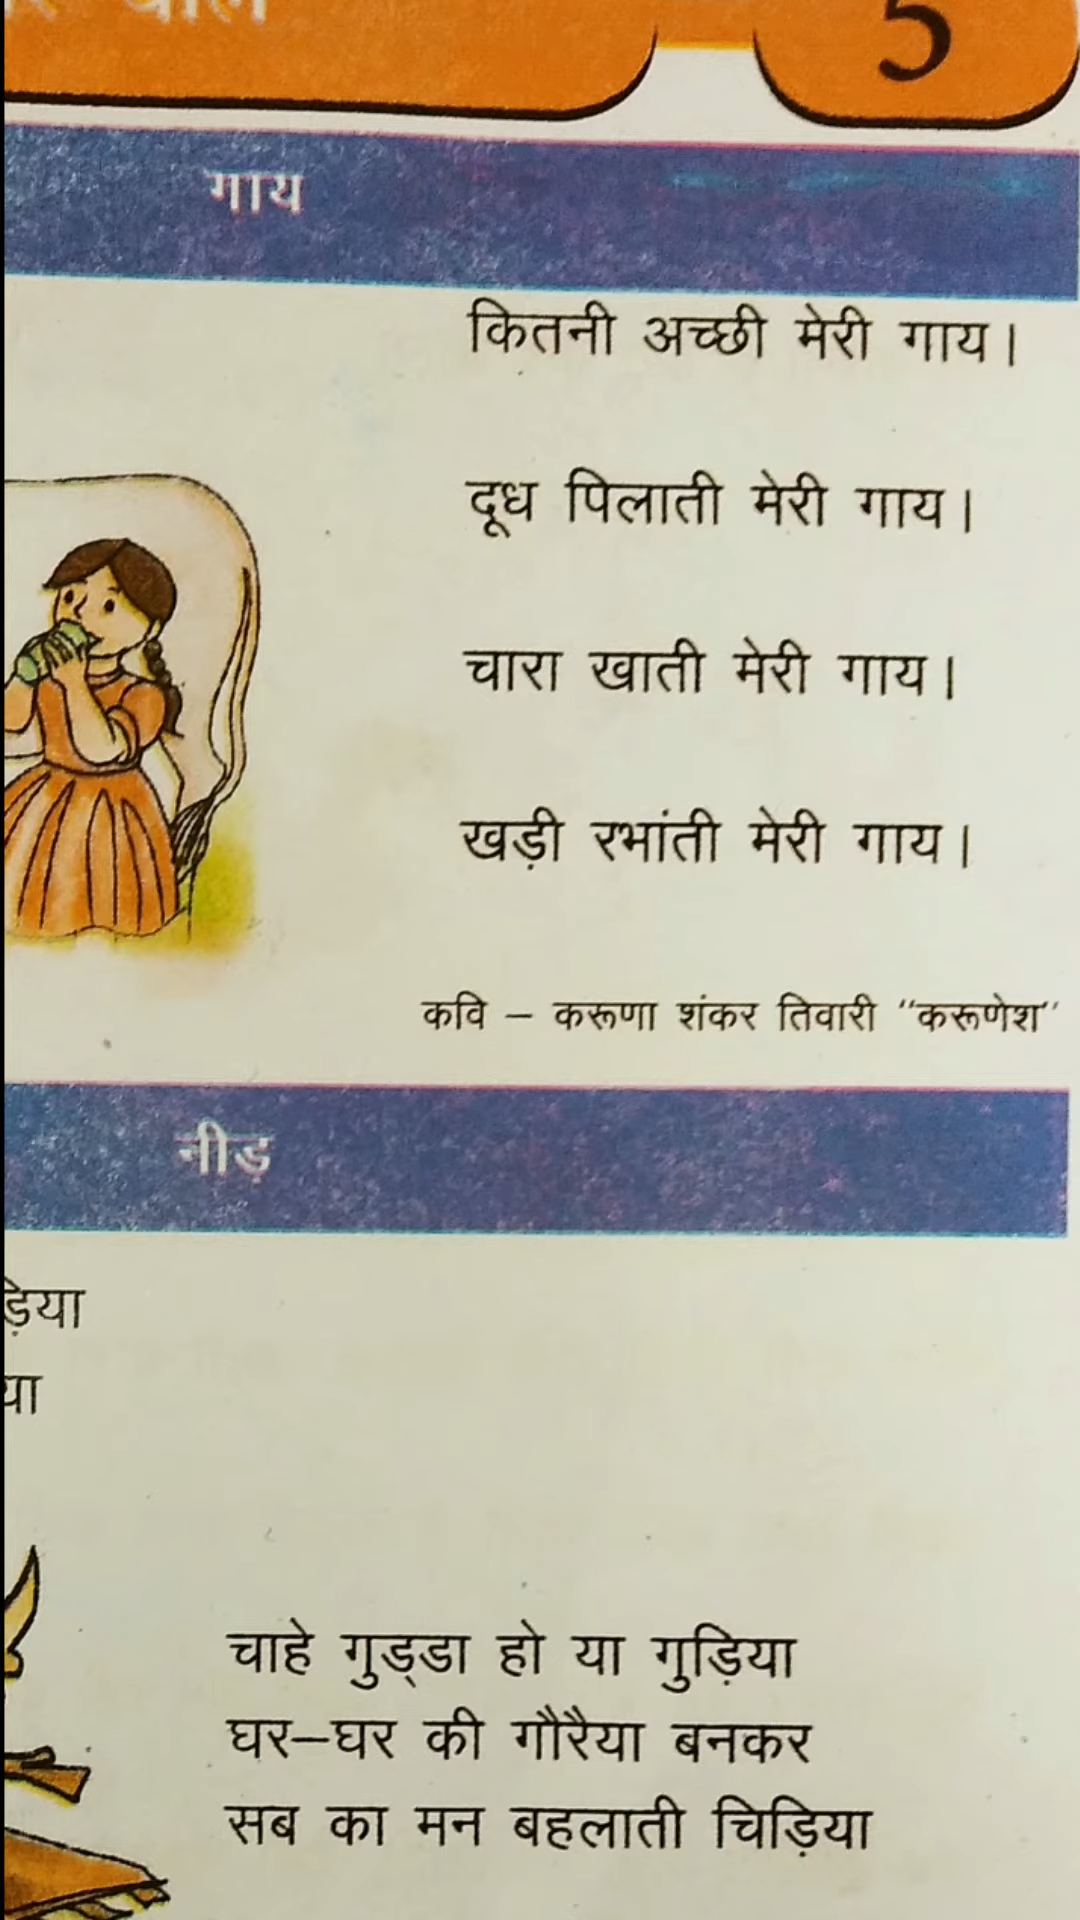 5
गाय
कितनी अच्छी मेरी गाय।
दूध पिलाती मेरी गाय।
चारा खाती मेरी गाय।
खड़ी रभांती मेरी गाय।
कवि – करूणा शंकर तिवारी “करूणेश”
नीड़
चाहे गुड्‌डा हो या गुड़िया
घर–घर की गौरैया बनकर
सब का मन बहलाती चिड़िया